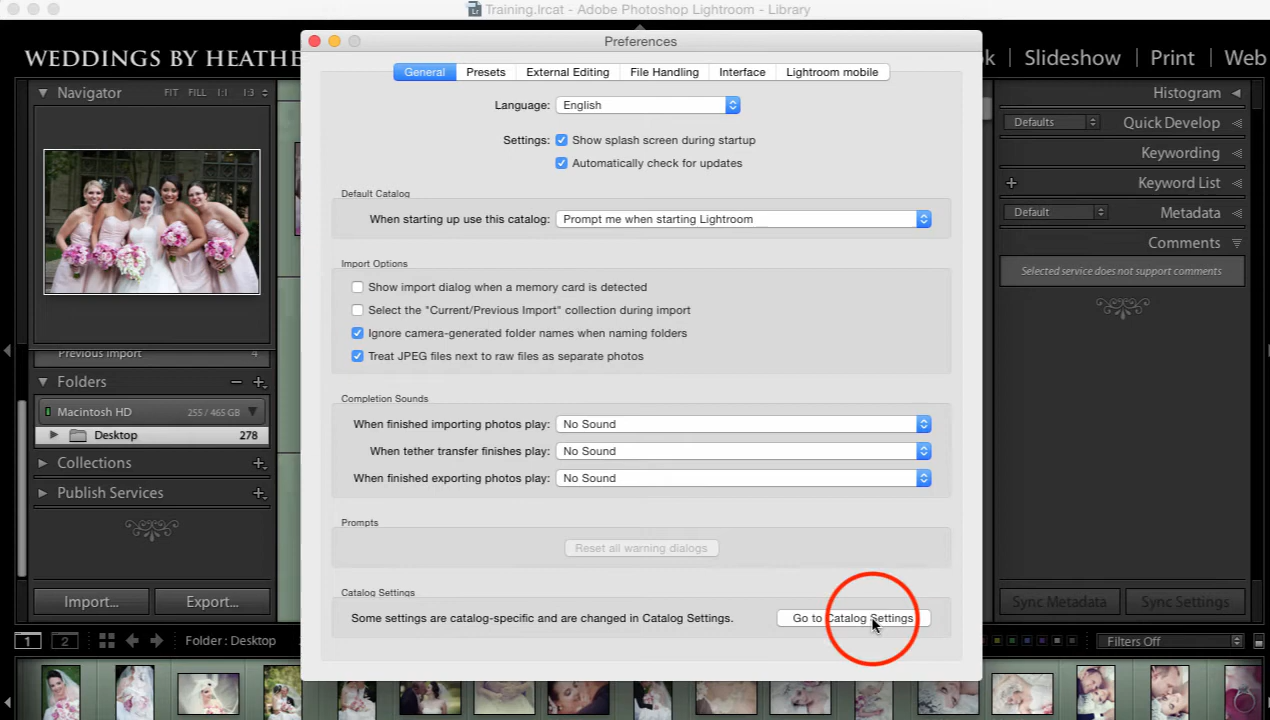 Training.lrcat - Adobe Photoshop Lightroom - Library
WEDDINGS BY HEATHE
Preferences
k | Slideshow | Print | Web
General Presets External Editing File Handling Interface Lightroom mobile
Navigator FIT FILL 1:1 1:3
Language: English
Settings: Show splash screen during startup
Automatically check for updates
Default Catalog
When starting up use this catalog: Prompt me when starting Lightroom
Import Options
Show import dialog when a memory card is detected
Select the "Current/Previous Import" collection during import
Ignore camera-generated folder names when naming folders
Treat JPEG files next to raw files as separate photos
Completion Sounds
When finished importing photos play: No Sound
When tether transfer finishes play: No Sound
When finished exporting photos play: No Sound
Prompts
Reset all warning dialogs
Catalog Settings
Some settings are catalog-specific and are changed in Catalog Settings. Go to Catalog Settings
Previous Import 4
Folders
Macintosh HD 255 / 465 GB
Desktop 278
Collections
Publish Services
Import... Export...
Histogram
Defaults Quick Develop
Keywording
Keyword List
Default Metadata
Comments
Selected service does not support comments
Sync Metadata Sync Settings
1 2 Folder : Desktop
Filters Off